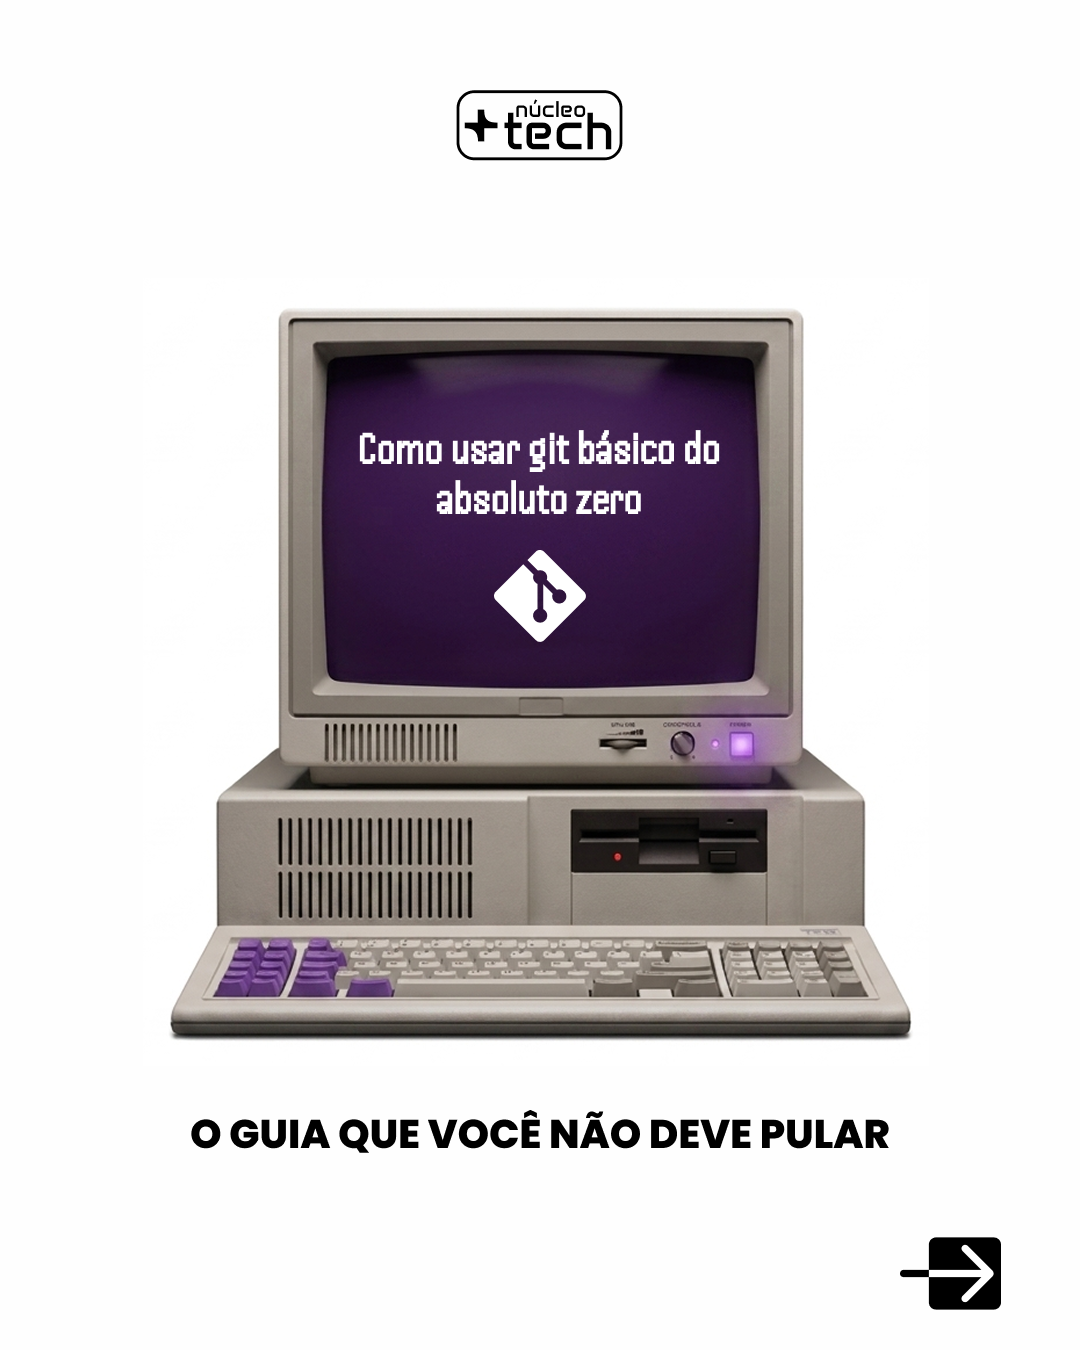 núcleo
tech
Como usar git básico do
absoluto zero
O GUIA QUE VOCÊ NÃO DEVE PULAR